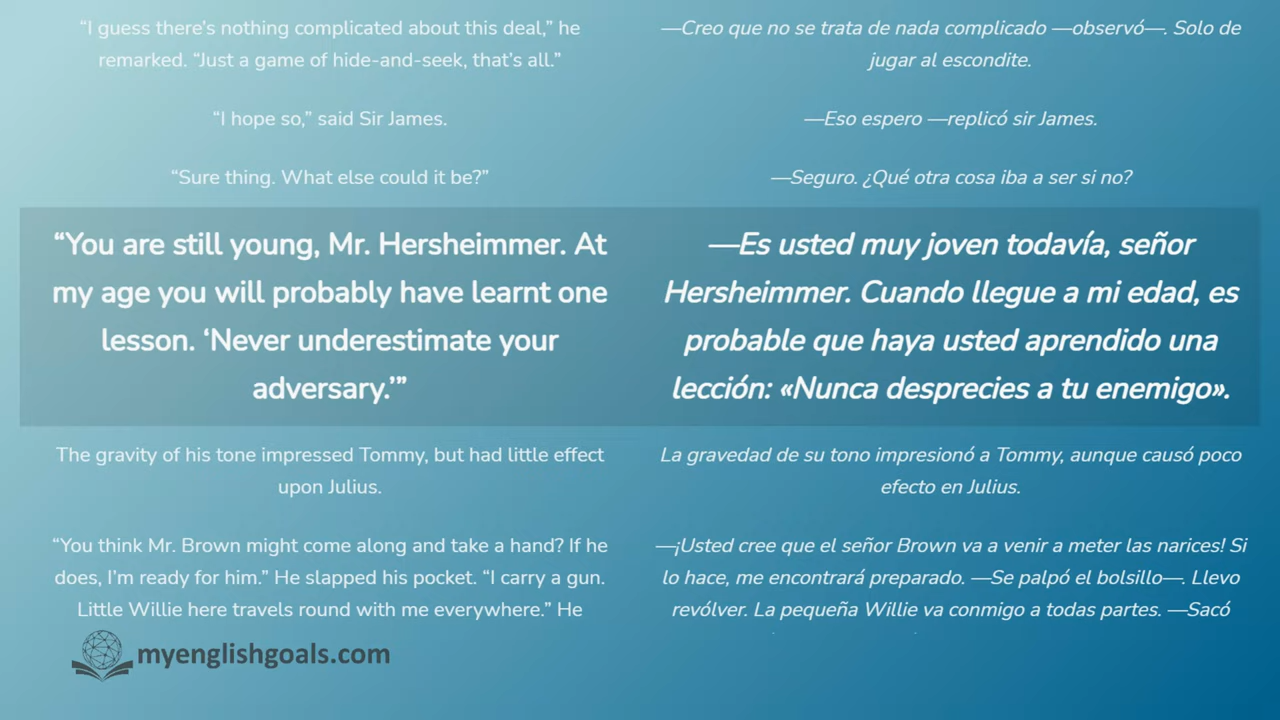 “I guess there's nothing complicated about this deal,” he
remarked. “Just a game of hide-and-seek, that’s all.”
“I hope so,” said Sir James.
“Sure thing. What else could it be?”
“You are still young, Mr. Hersheimmer. At
my age you will probably have learnt one
lesson. ‘Never underestimate your
adversary.’”
The gravity of his tone impressed Tommy, but had little effect
upon Julius.
“You think Mr. Brown might come along and take a hand? If he
does, I’m ready for him.” He slapped his pocket. “I carry a gun.
Little Willie here travels round with me everywhere.” He
—Creo que no se trata de nada complicado —observó—. Solo de
jugar al escondite.
—Eso espero —replicó sir James.
—Seguro. ¿Qué otra cosa iba a ser si no?
—Es usted muy joven todavía, señor
Hersheimmer. Cuando llegue a mi edad, es
probable que haya usted aprendido una
lección: «Nunca desprecies a tu enemigo».
La gravedad de su tono impresionó a Tommy, aunque causó poco
efecto en Julius.
—¡Usted cree que el señor Brown va a venir a meter las narices! Si
lo hace, me encontrará preparado. —Se palpó el bolsillo—. Llevo
revólver. La pequeña Willie va conmigo a todas partes. —Sacó
myenglishgoals.com